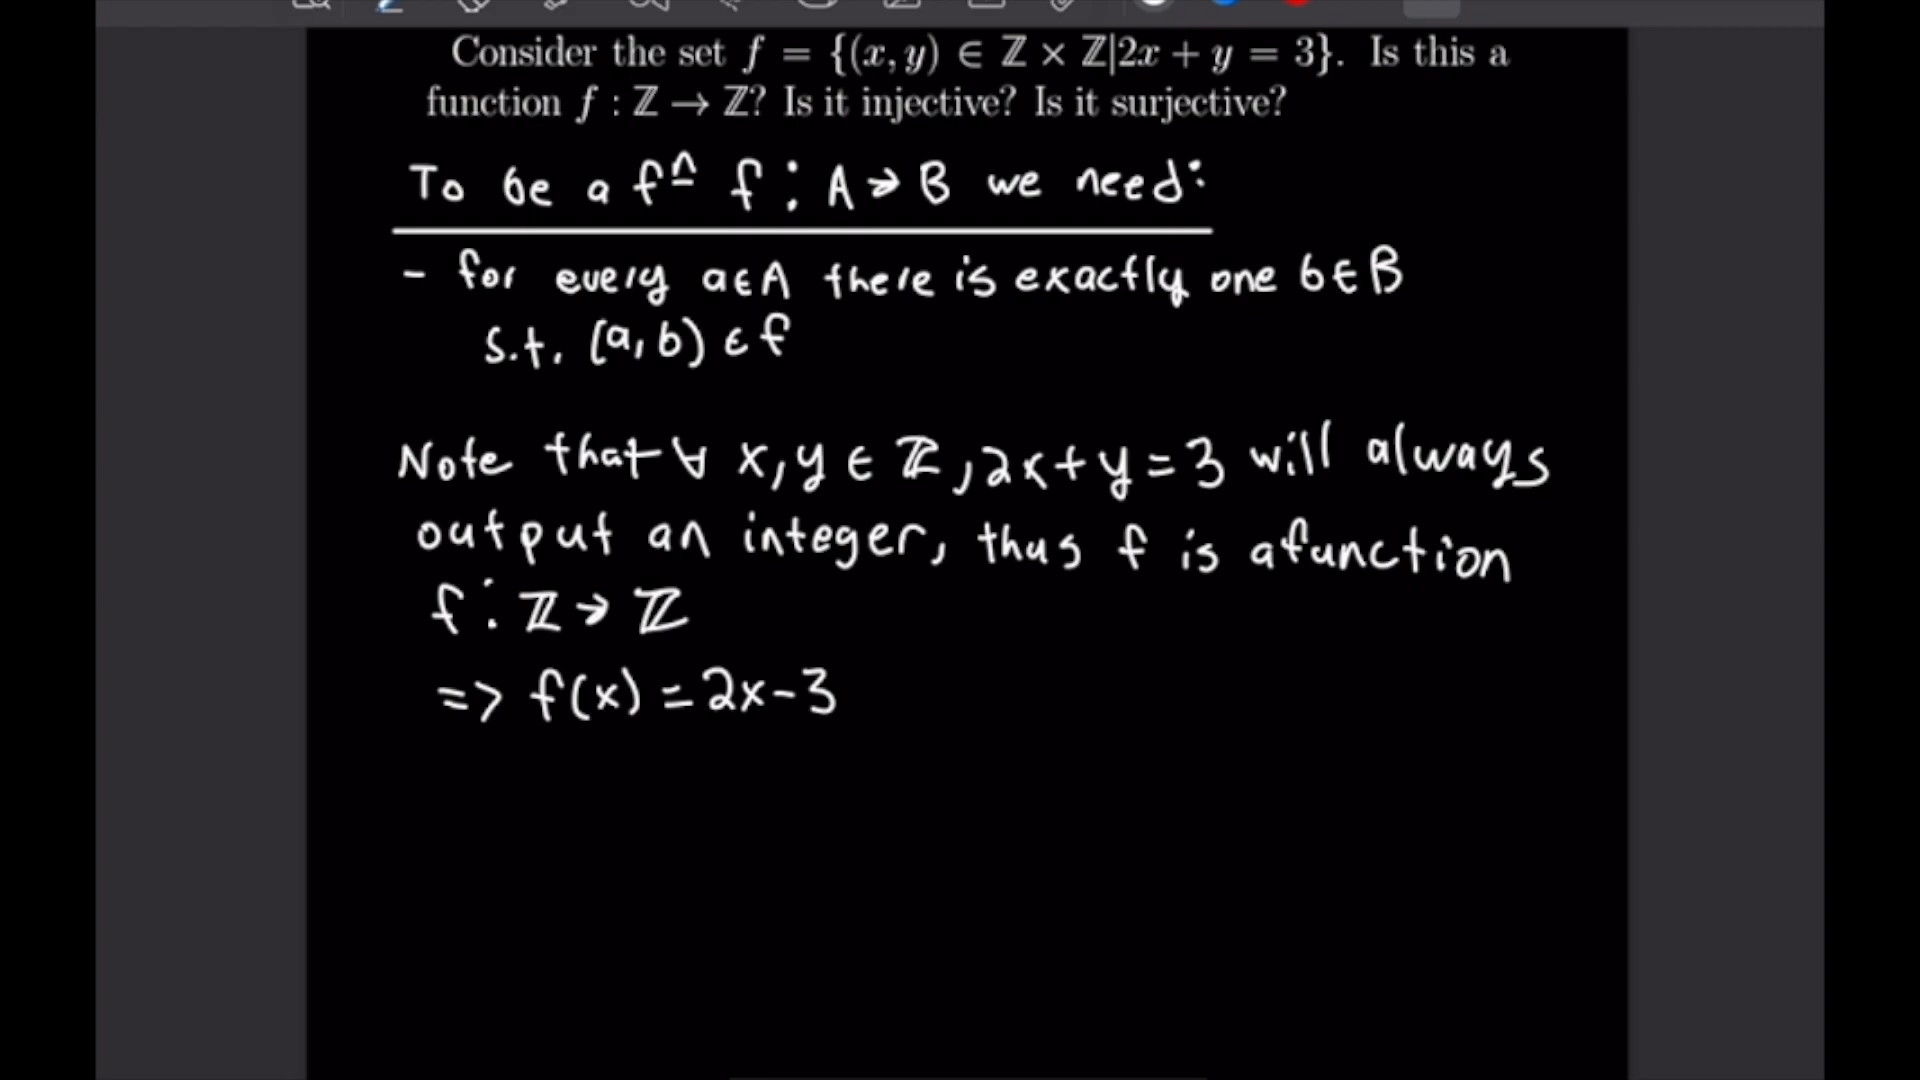 Consider the set f = {(x, y) ∈ ℤ × ℤ|2x + y = 3}. Is this a
function f : ℤ → ℤ? Is it injective? Is it surjective?
To be a fⁿ f : A → B we need:
- for every a∈A there is exactly one b∈B
s.t. (a,b) ∈ f
Note that ∀ x,y ∈ ℤ, 2x+y=3 will always
output an integer, thus f is a function
f : ℤ → ℤ
=> f(x) = 2x-3